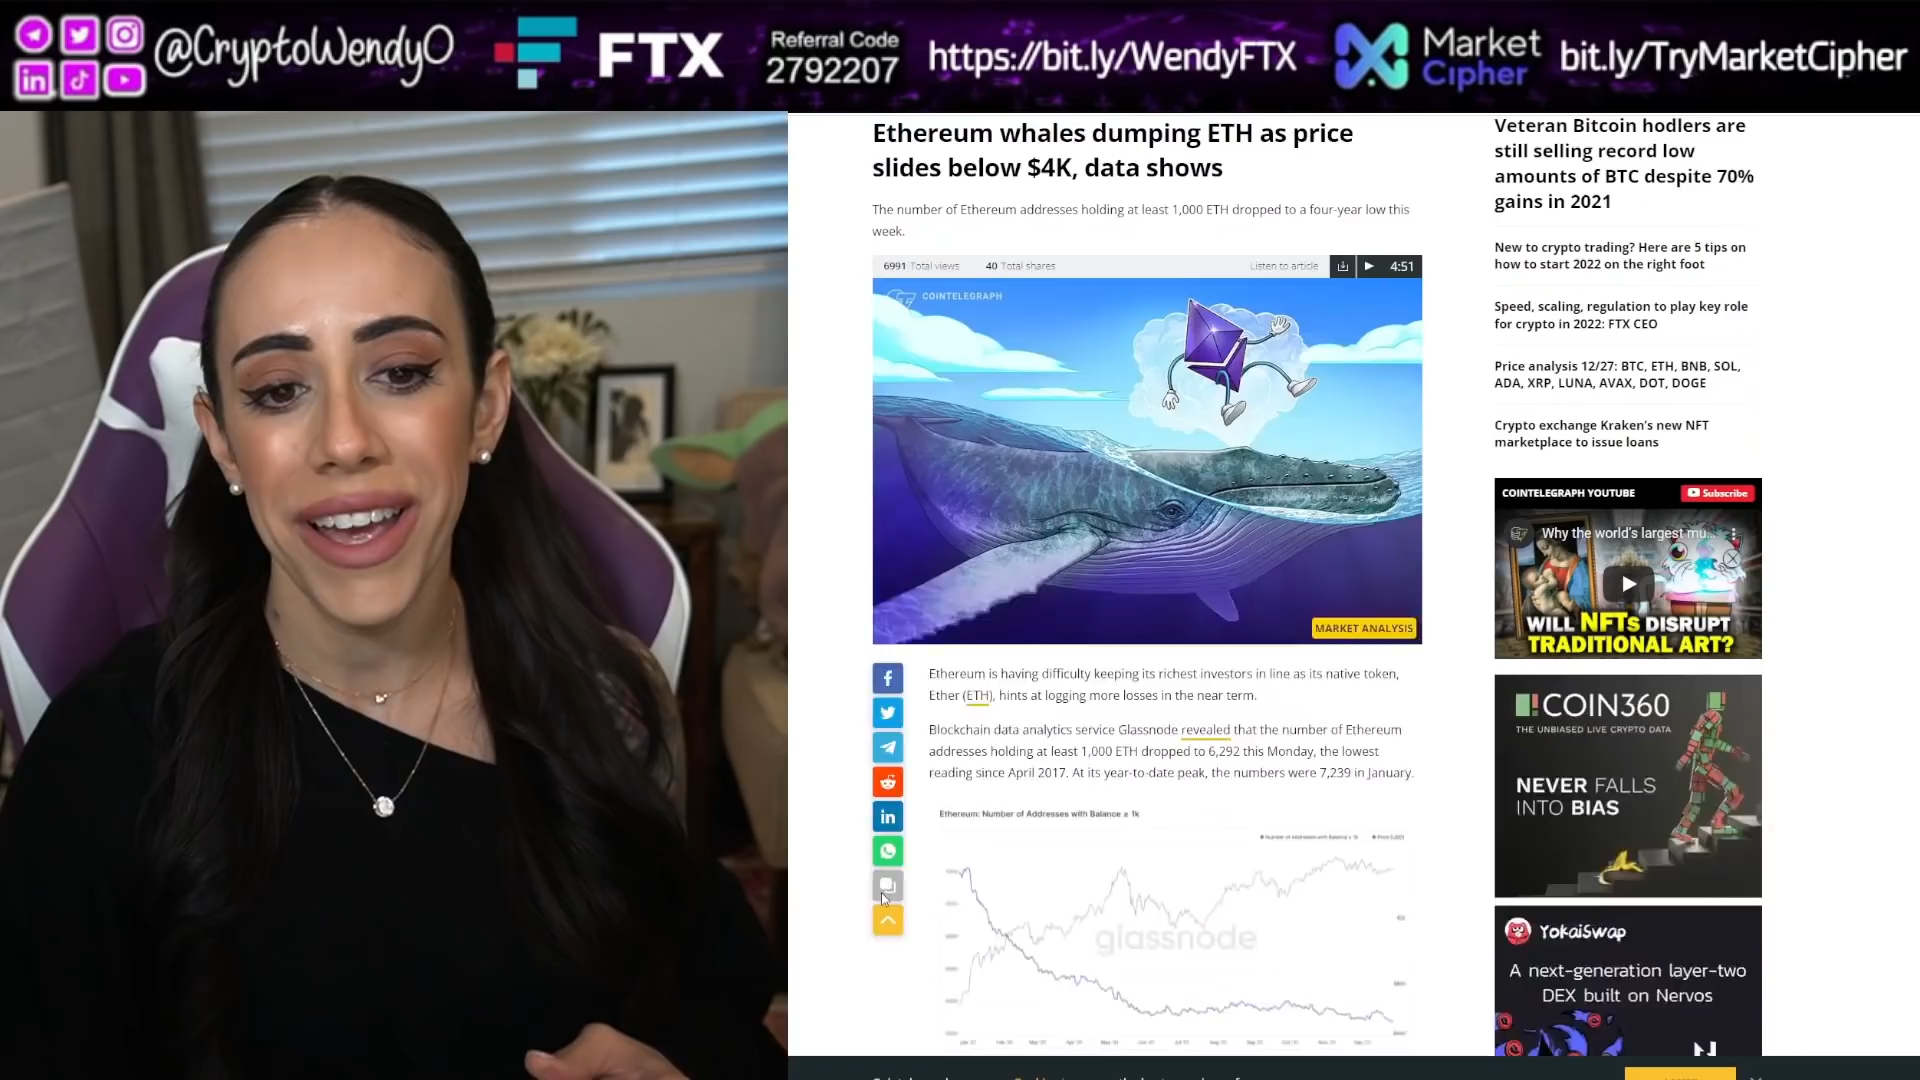 @CryptoWendyO
FTX
Referral Code
2792207
https://bit.ly/WendyFTX
Market
Cipher
bit.ly/TryMarketCipher
Ethereum whales dumping ETH as price
slides below $4K, data shows
The number of Ethereum addresses holding at least 1,000 ETH dropped to a four-year low this
week.
6991 Total views
40 Total shares
Listen to article
4:51
COINTELEGRAPH
MARKET ANALYSIS
Ethereum is having difficulty keeping its richest investors in line as its native token,
Ether (ETH), hints at logging more losses in the near term.
Blockchain data analytics service Glassnode revealed that the number of Ethereum
addresses holding at least 1,000 ETH dropped to 6,292 this Monday, the lowest
reading since April 2017. At its year-to-date peak, the numbers were 7,239 in January.
Ethereum: Number of Addresses with Balance ≥ 1k
glassnode
Veteran Bitcoin hodlers are
still selling record low
amounts of BTC despite 70%
gains in 2021
New to crypto trading? Here are 5 tips on
how to start 2022 on the right foot
Speed, scaling, regulation to play key role
for crypto in 2022: FTX CEO
Price analysis 12/27: BTC, ETH, BNB, SOL,
ADA, XRP, LUNA, AVAX, DOT, DOGE
Crypto exchange Kraken's new NFT
marketplace to issue loans
COINTELEGRAPH YOUTUBE
Subscribe
Why the world's largest mu...
WILL NFTs DISRUPT
TRADITIONAL ART?
COIN360
THE UNBIASED LIVE CRYPTO DATA
NEVER FALLS
INTO BIAS
YokaiSwap
A next-generation layer-two
DEX built on Nervos